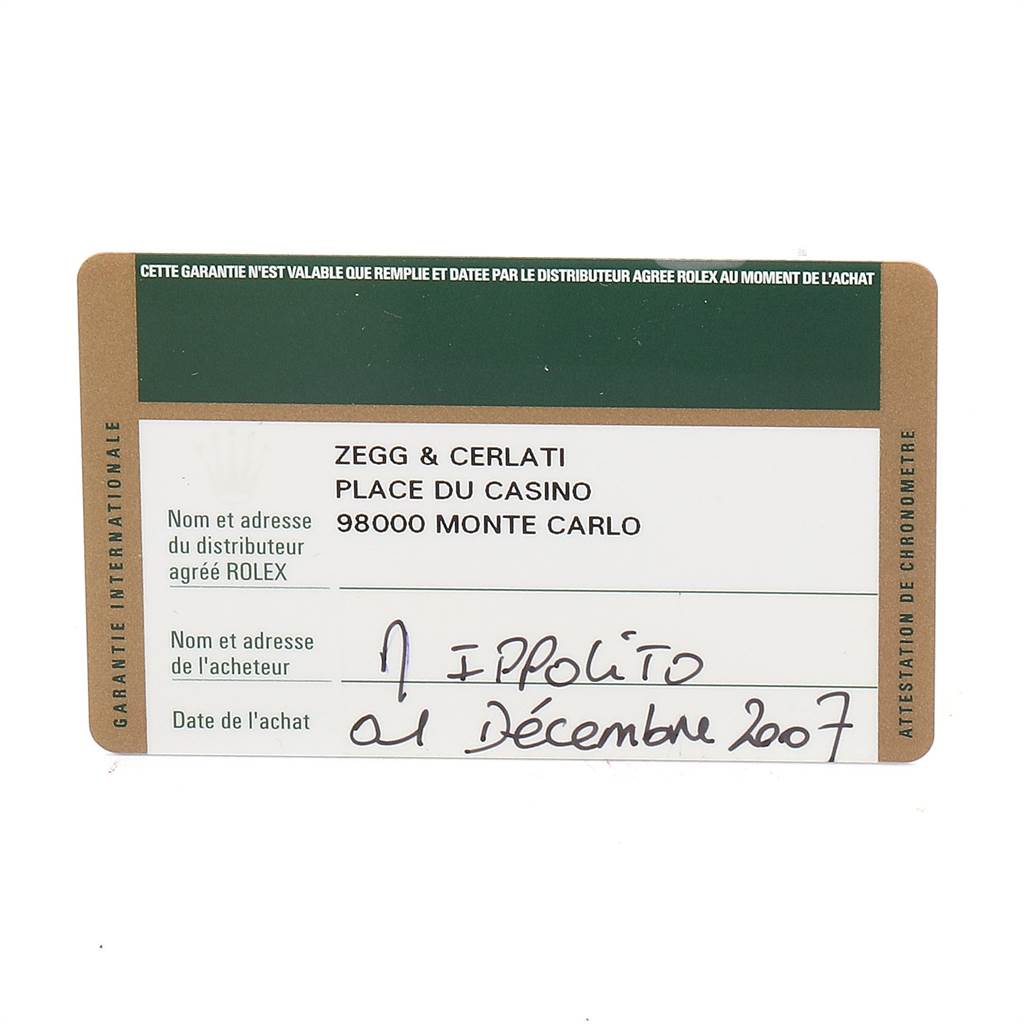 CETTE GARANTIE N'EST VALABLE QUE REMPLIE ET DATEE PAR LE DISTRIBUTEUR AGREE ROLEX AU MOMENT DE L'ACHAT
GARANTIE INTERNATIONALE
ZEGG & CERLATI
PLACE DU CASINO
98000 MONTE CARLO
Nom et adresse
du distributeur
agréé ROLEX
Nom et adresse
de l'acheteur
M IPPOLITO
Date de l'achat
01 Décembre 2007
ATTESTATION DE CHRONOMETRE